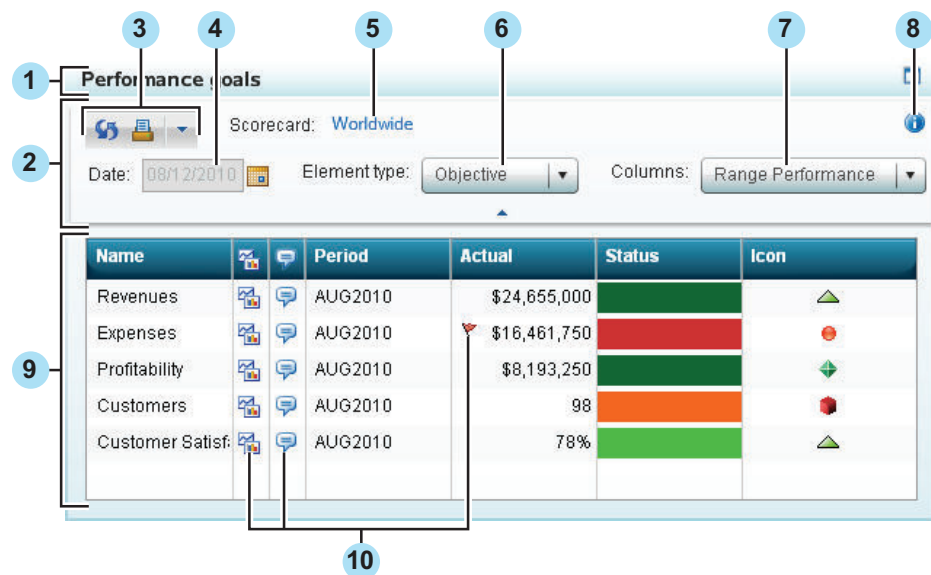 3 4 5 6 7 8
1 Performance goals
Scorecard: Worldwide
2
Date: 08/12/2010 Element type: Objective Columns: Range Performance
Name Period Actual Status Icon
Revenues AUG2010 $24,655,000
Expenses AUG2010 $16,461,750
9 Profitability AUG2010 $8,193,250
Customers AUG2010 98
Customer Satisf AUG2010 78%
10